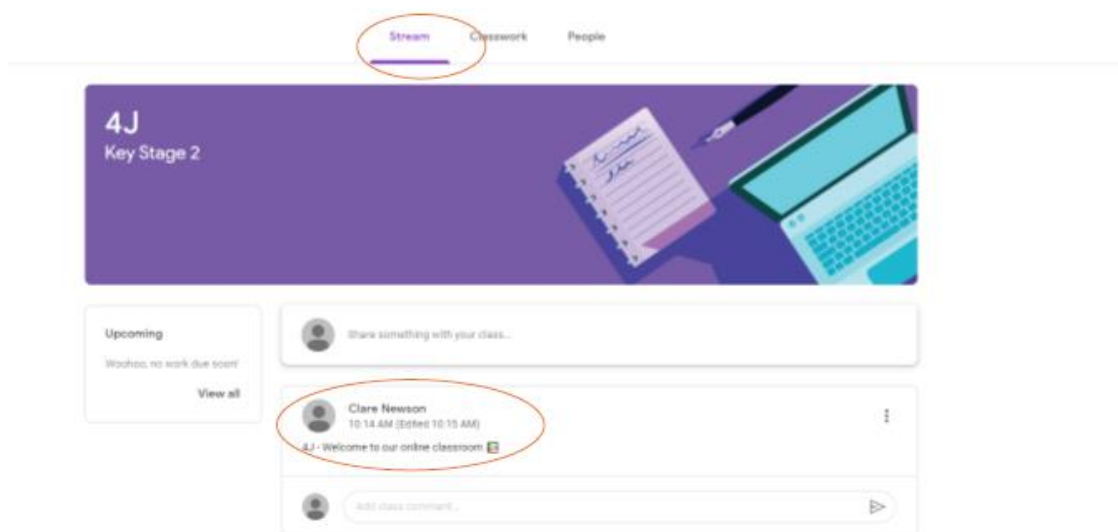 Stream Classwork People
4J
Key Stage 2
Upcoming
Woohoo, no work due soon!
View all
Share something with your class...
Clare Newson
10:14 AM (Edited 10:15 AM)
4J - Welcome to our online classroom
Add class comment...